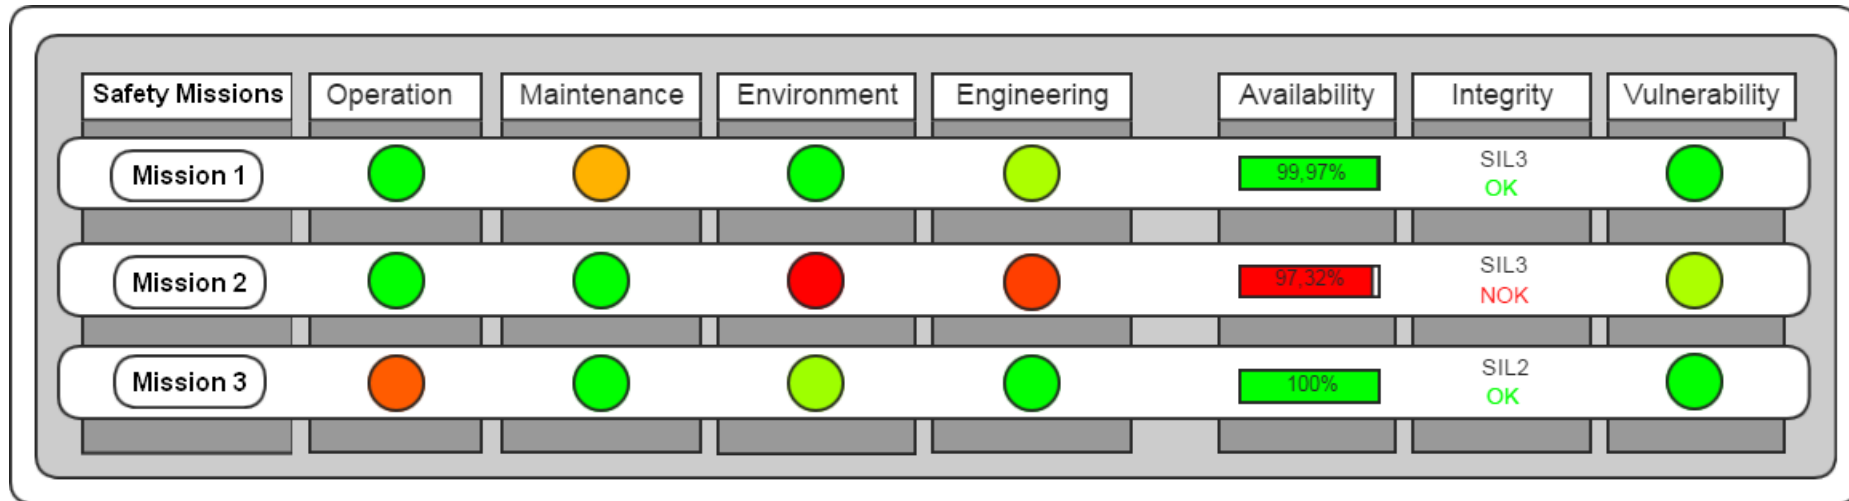 Safety Missions Operation Maintenance Environment Engineering Availability Integrity Vulnerability
Mission 1 99,97% SIL3
OK
Mission 2 97,32% SIL3
NOK
Mission 3 100% SIL2
OK